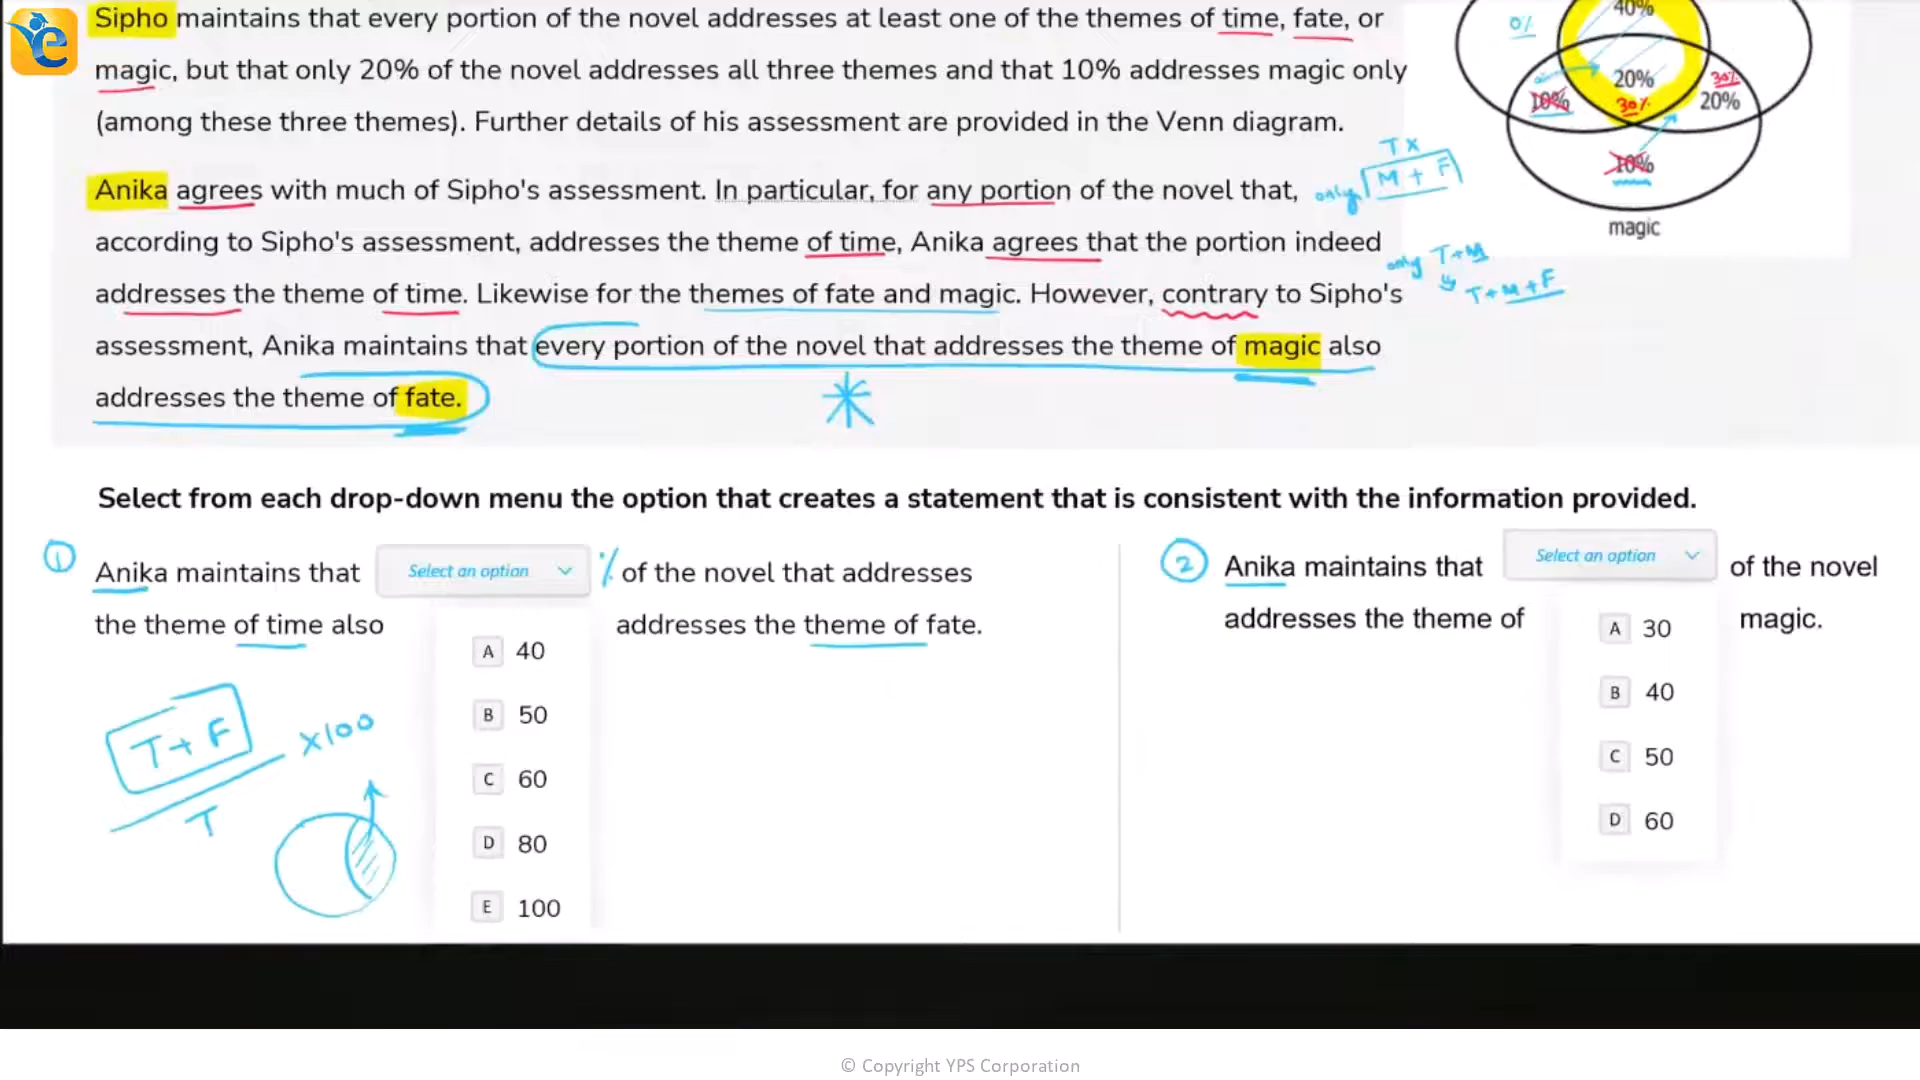 Sipho maintains that every portion of the novel addresses at least one of the themes of time, fate, or
magic, but that only 20% of the novel addresses all three themes and that 10% addresses magic only
(among these three themes). Further details of his assessment are provided in the Venn diagram.
Anika agrees with much of Sipho's assessment. In particular, for any portion of the novel that,
according to Sipho's assessment, addresses the theme of time, Anika agrees that the portion indeed
addresses the theme of time. Likewise for the themes of fate and magic. However, contrary to Sipho's
assessment, Anika maintains that every portion of the novel that addresses the theme of magic also
addresses the theme of fate.
0%
40%
20%
30%
10%
30%
20%
10%
magic
T X
only M + F
only T+M
T+M+F
Select from each drop-down menu the option that creates a statement that is consistent with the information provided.
1
Anika maintains that Select an option % of the novel that addresses
the theme of time also addresses the theme of fate.
A 40
B 50
C 60
D 80
E 100
T+F
T
×100
2
Anika maintains that Select an option of the novel
addresses the theme of magic.
A 30
B 40
C 50
D 60
© Copyright YPS Corporation